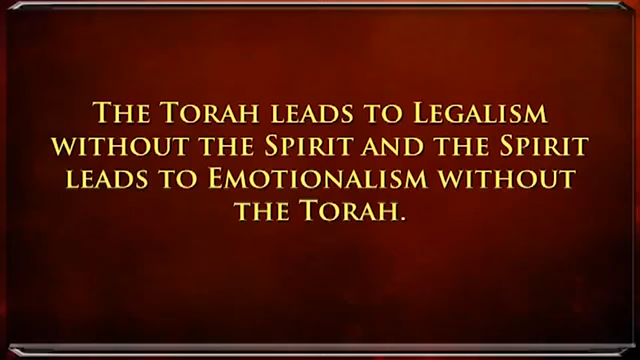 The Torah leads to Legalism
without the Spirit and the Spirit
leads to Emotionalism without
the Torah.